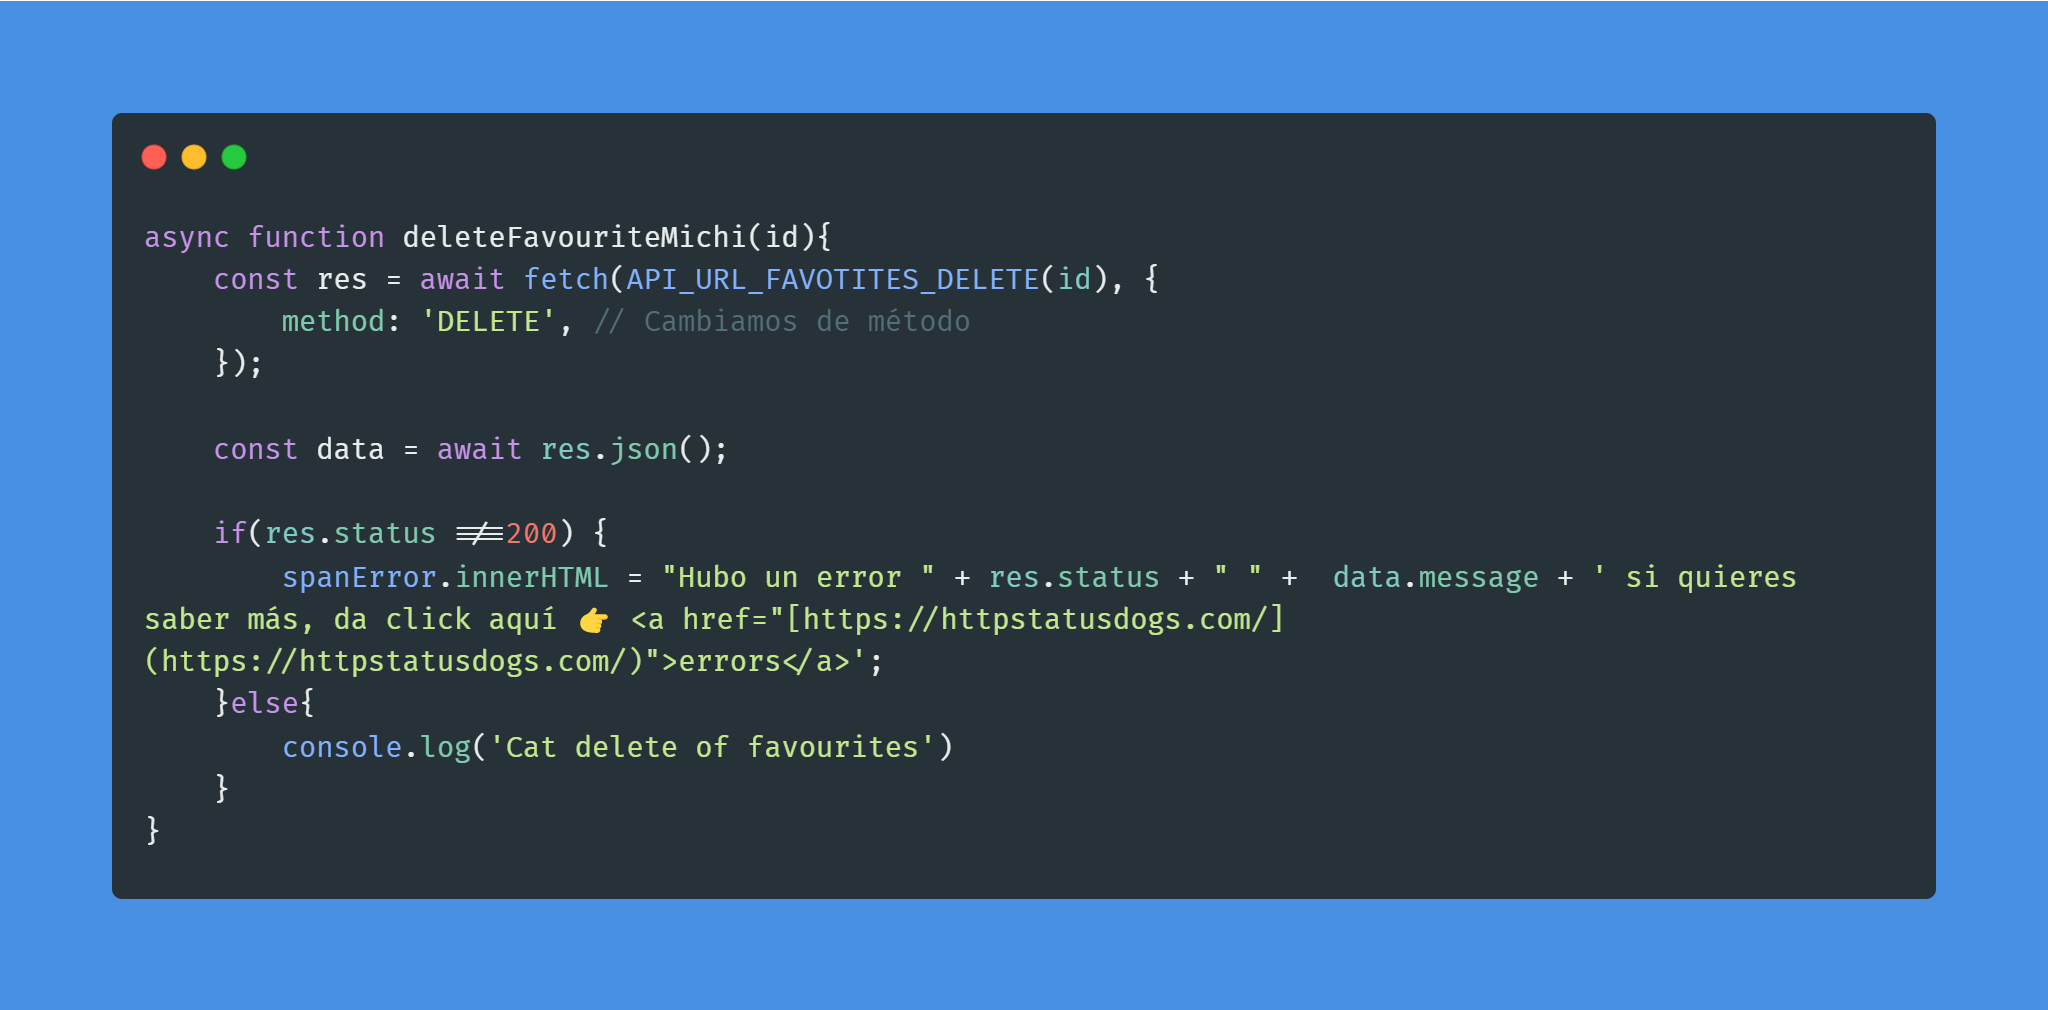 async function deleteFavouriteMichi(id){
    const res = await fetch(API_URL_FAVOTITES_DELETE(id), {
        method: 'DELETE', // Cambiamos de método
    });

    const data = await res.json();

    if(res.status !==200) {
        spanError.innerHTML = "Hubo un error " + res.status + " " +  data.message + ' si quieres
saber más, da click aquí 👉 <a href="[https://httpstatusdogs.com/]
(https://httpstatusdogs.com/)">errors</a>';
    }else{
        console.log('Cat delete of favourites')
    }
}